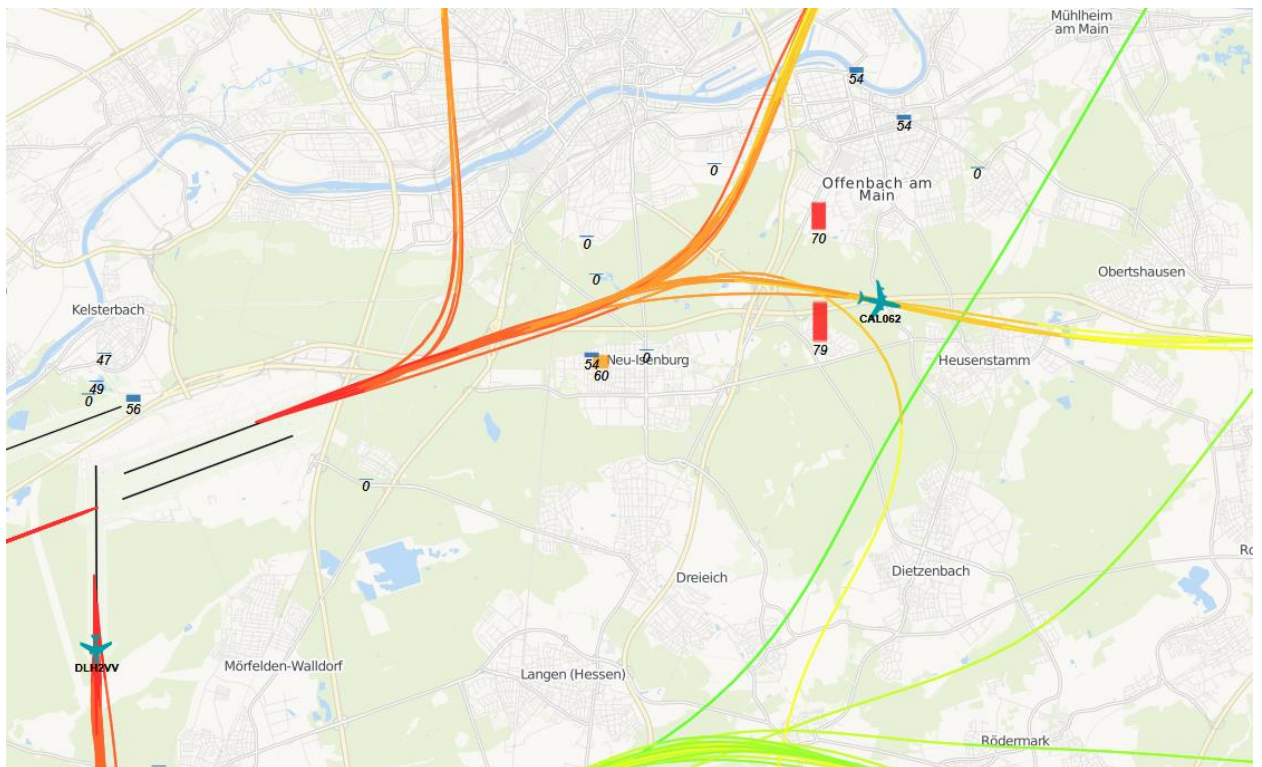 Mühlheim
am Main
54
54
0
0
Offenbach am
Main
70
0
0
Obertshausen
Kelsterbach
CAL062
79
47
54
60
0
Neu-Isenburg
Heusenstamm
49
0
56
0
Dreieich
Dietzenbach
Ro
DLH2VV
Mörfelden-Walldorf
Langen (Hessen)
Rödermark